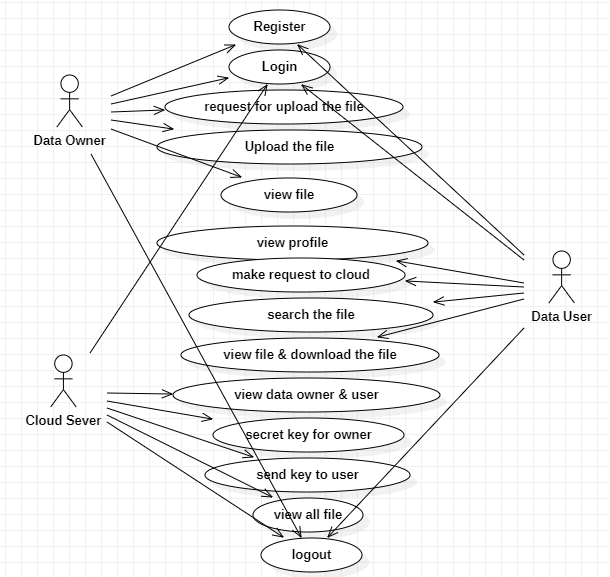 Register
Login
request for upload the file
Data Owner
Upload the file
view file
view profile
make request to cloud
search the file
Data User
view file & download the file
view data owner & user
Cloud Sever
secret key for owner
send key to user
view all file
logout